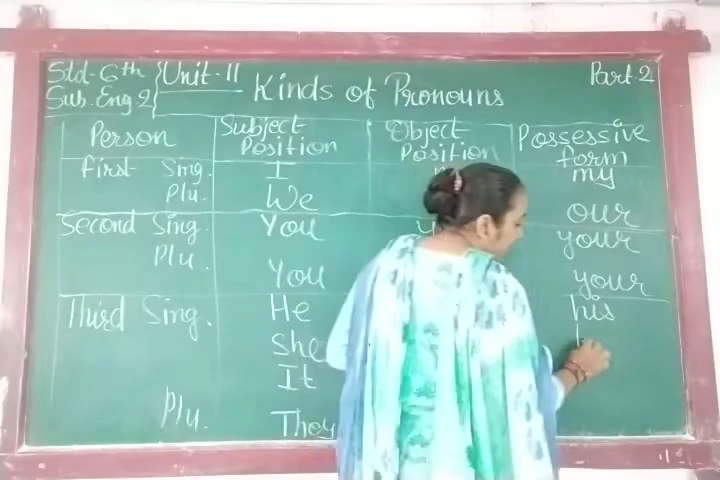 Std-6th Unit-11 Part-2
Sub. Eng 2 Kinds of Pronouns
Person Subject Position Object Position Possessive form
First Sing. I my
Plu. We our
Second Sing. You your
Plu. You your
Third Sing. He his
She
It
Plu. They